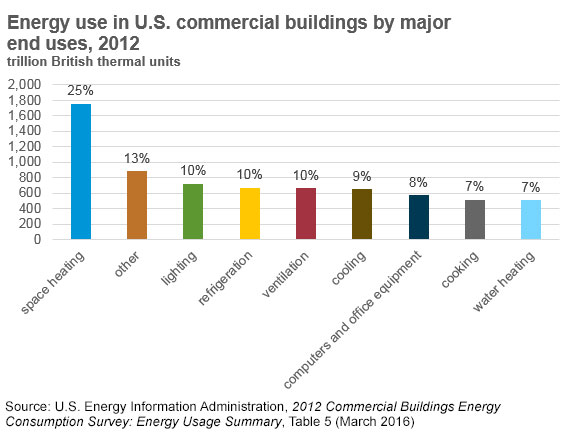 Energy use in U.S. commercial buildings by major
end uses, 2012
trillion British thermal units
2,000
1,800
1,600
1,400
1,200
1,000
800
600
400
200
0
25%
13%
10%
10%
10%
9%
8%
7%
7%
space heating
other
lighting
refrigeration
ventilation
cooling
computers and office equipment
cooking
water heating
Source: U.S. Energy Information Administration, 2012 Commercial Buildings Energy
Consumption Survey: Energy Usage Summary, Table 5 (March 2016)